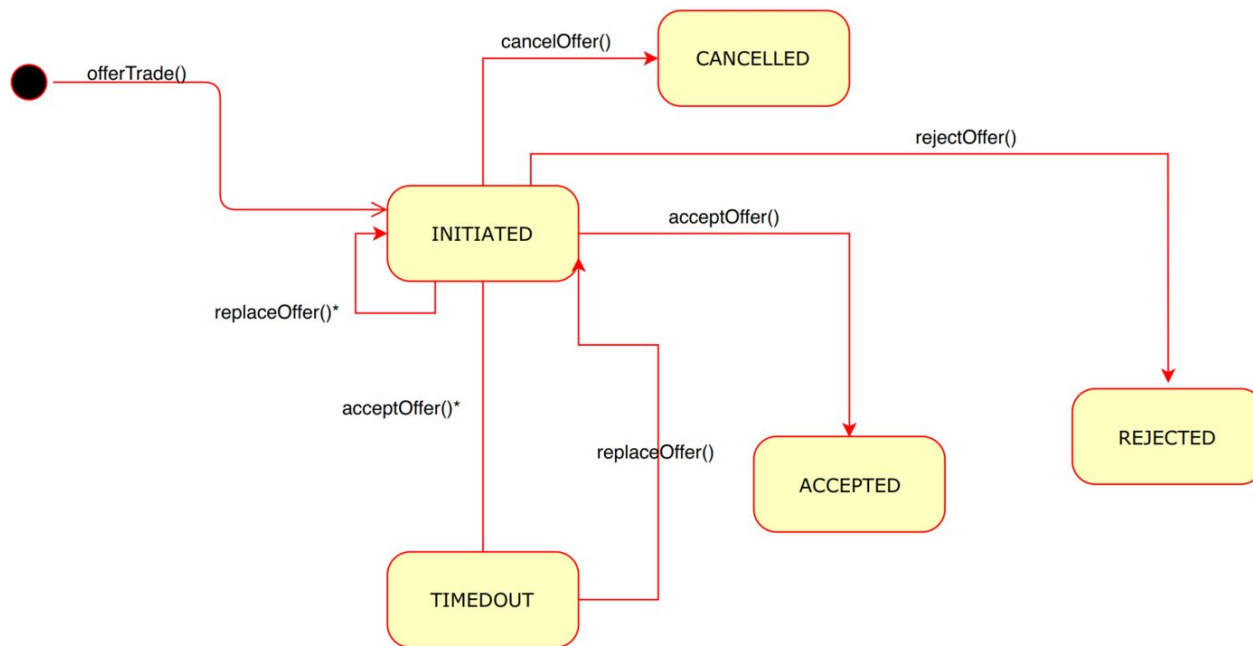 cancelOffer()
CANCELLED
offerTrade()
rejectOffer()
acceptOffer()
INITIATED
replaceOffer()*
acceptOffer()*
replaceOffer()
REJECTED
ACCEPTED
TIMEDOUT